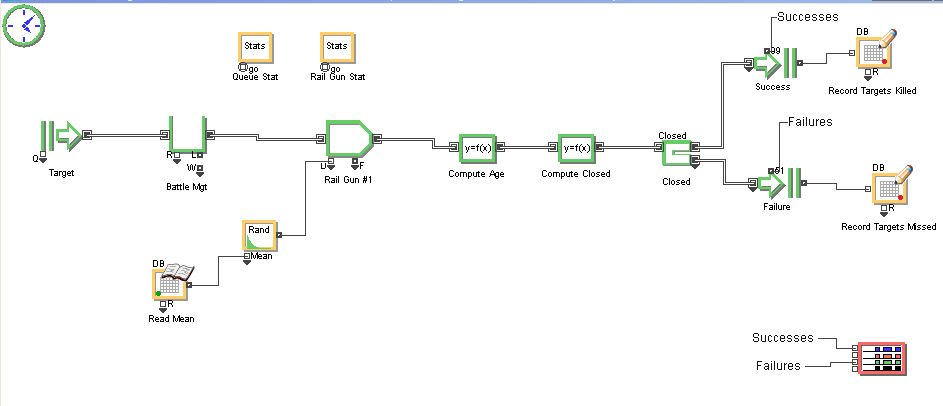 Successes
DB
99
R
Success
Record Targets Killed
Stats
go
Queue Stat
Stats
go
Rail Gun Stat
Failures
Q
Target
R
L
W
Battle Mgt
U
F
Rail Gun #1
y=f(x)
Compute Age
y=f(x)
Compute Closed
Closed
Closed
51
Failure
DB
R
Record Targets Missed
Rand
Mean
DB
R
Read Mean
Successes
Failures